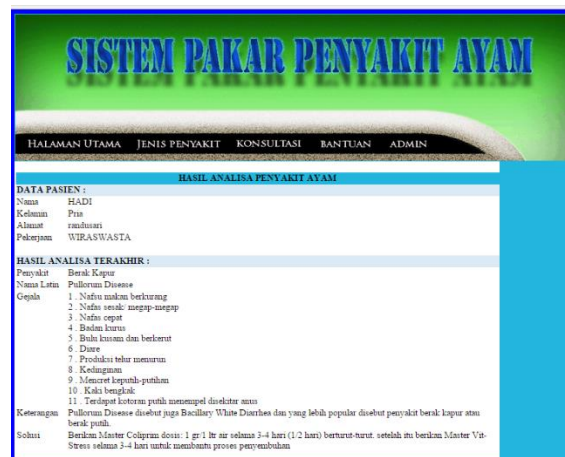 SISTEM PAKAR PENYAKIT AYAM
HALAMAN UTAMA JENIS PENYAKIT KONSULTASI BANTUAN ADMIN
HASIL ANALISA PENYAKIT AYAM
DATA PASIEN :
Nama HADI
Kelamin Pria
Alamat randusari
Pekerjaan WIRASWASTA
HASIL ANALISA TERAKHIR :
Penyakit Berak Kapur
Nama Latin Pullorum Disease
Gejala 1 . Nafsu makan berkurang
2 . Nafas sesak/ megap-megap
3 . Nafas cepat
4 . Badan kurus
5 . Bulu kusam dan berkerut
6 . Diare
7 . Produksi telur menurun
8 . Kedinginan
9 . Mencret keputih-putihan
10 . Kaki bengkak
11 . Terdapat kotoran putih menempel disekitar anus
Keterangan Pullorum Disease disebut juga Bacillary White Diarrhea dan yang lebih popular disebut penyakit berak kapur atau
berak putih.
Solusi Berikan Master Coliprim dosis: 1 gr/1 ltr air selama 3-4 hari (1/2 hari) berturut-turut. setelah itu berikan Master Vit-
Stress selama 3-4 hari untuk membantu proses penyembuhan